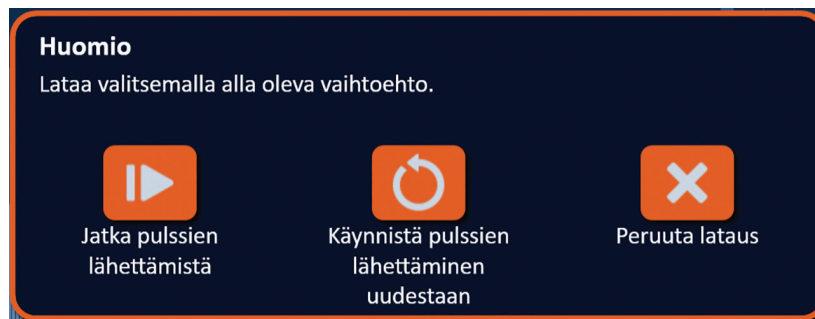 Huomio
Lataa valitsemalla alla oleva vaihtoehto.
Jatka pulssien
lähettämistä
Käynnistä pulssien
lähettäminen
uudestaan
Peruuta lataus